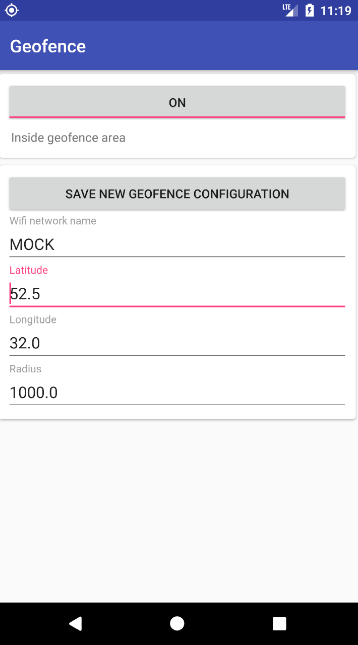 LTE 11:19
Geofence
ON
Inside geofence area
SAVE NEW GEOFENCE CONFIGURATION
Wifi network name
MOCK
Latitude
52.5
Longitude
32.0
Radius
1000.0